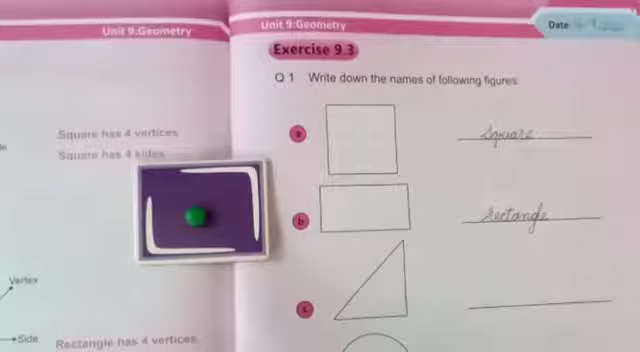 Unit 9:Geometry
Unit 9:Geometry
Date:
Exercise 9.3
Q 1 Write down the names of following figures
Square has 4 vertices
Square has 4 sides
a
square
b
rectangle
Vertex
c
Side
Rectangle has 4 vertices